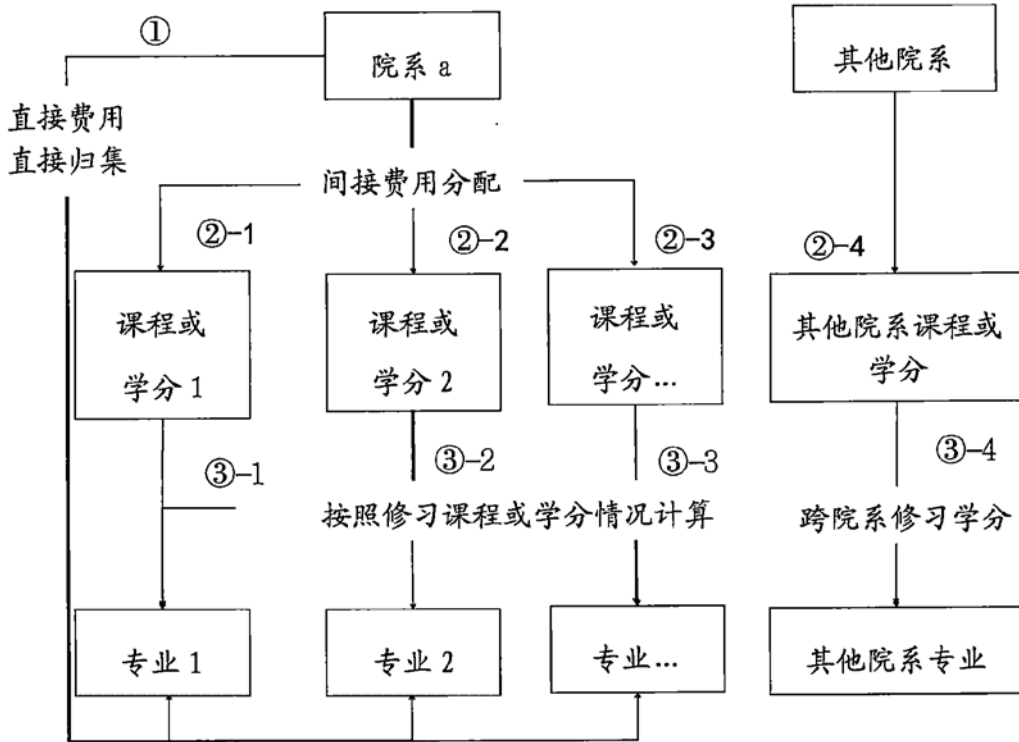 ①
院系 a
其他院系
直接费用
直接归集
间接费用分配
②-1
②-2
②-3
②-4
课程或
学分 1
课程或
学分 2
课程或
学分…
其他院系课程或
学分
③-1
③-2
③-3
③-4
按照修习课程或学分情况计算
跨院系修习学分
专业 1
专业 2
专业…
其他院系专业